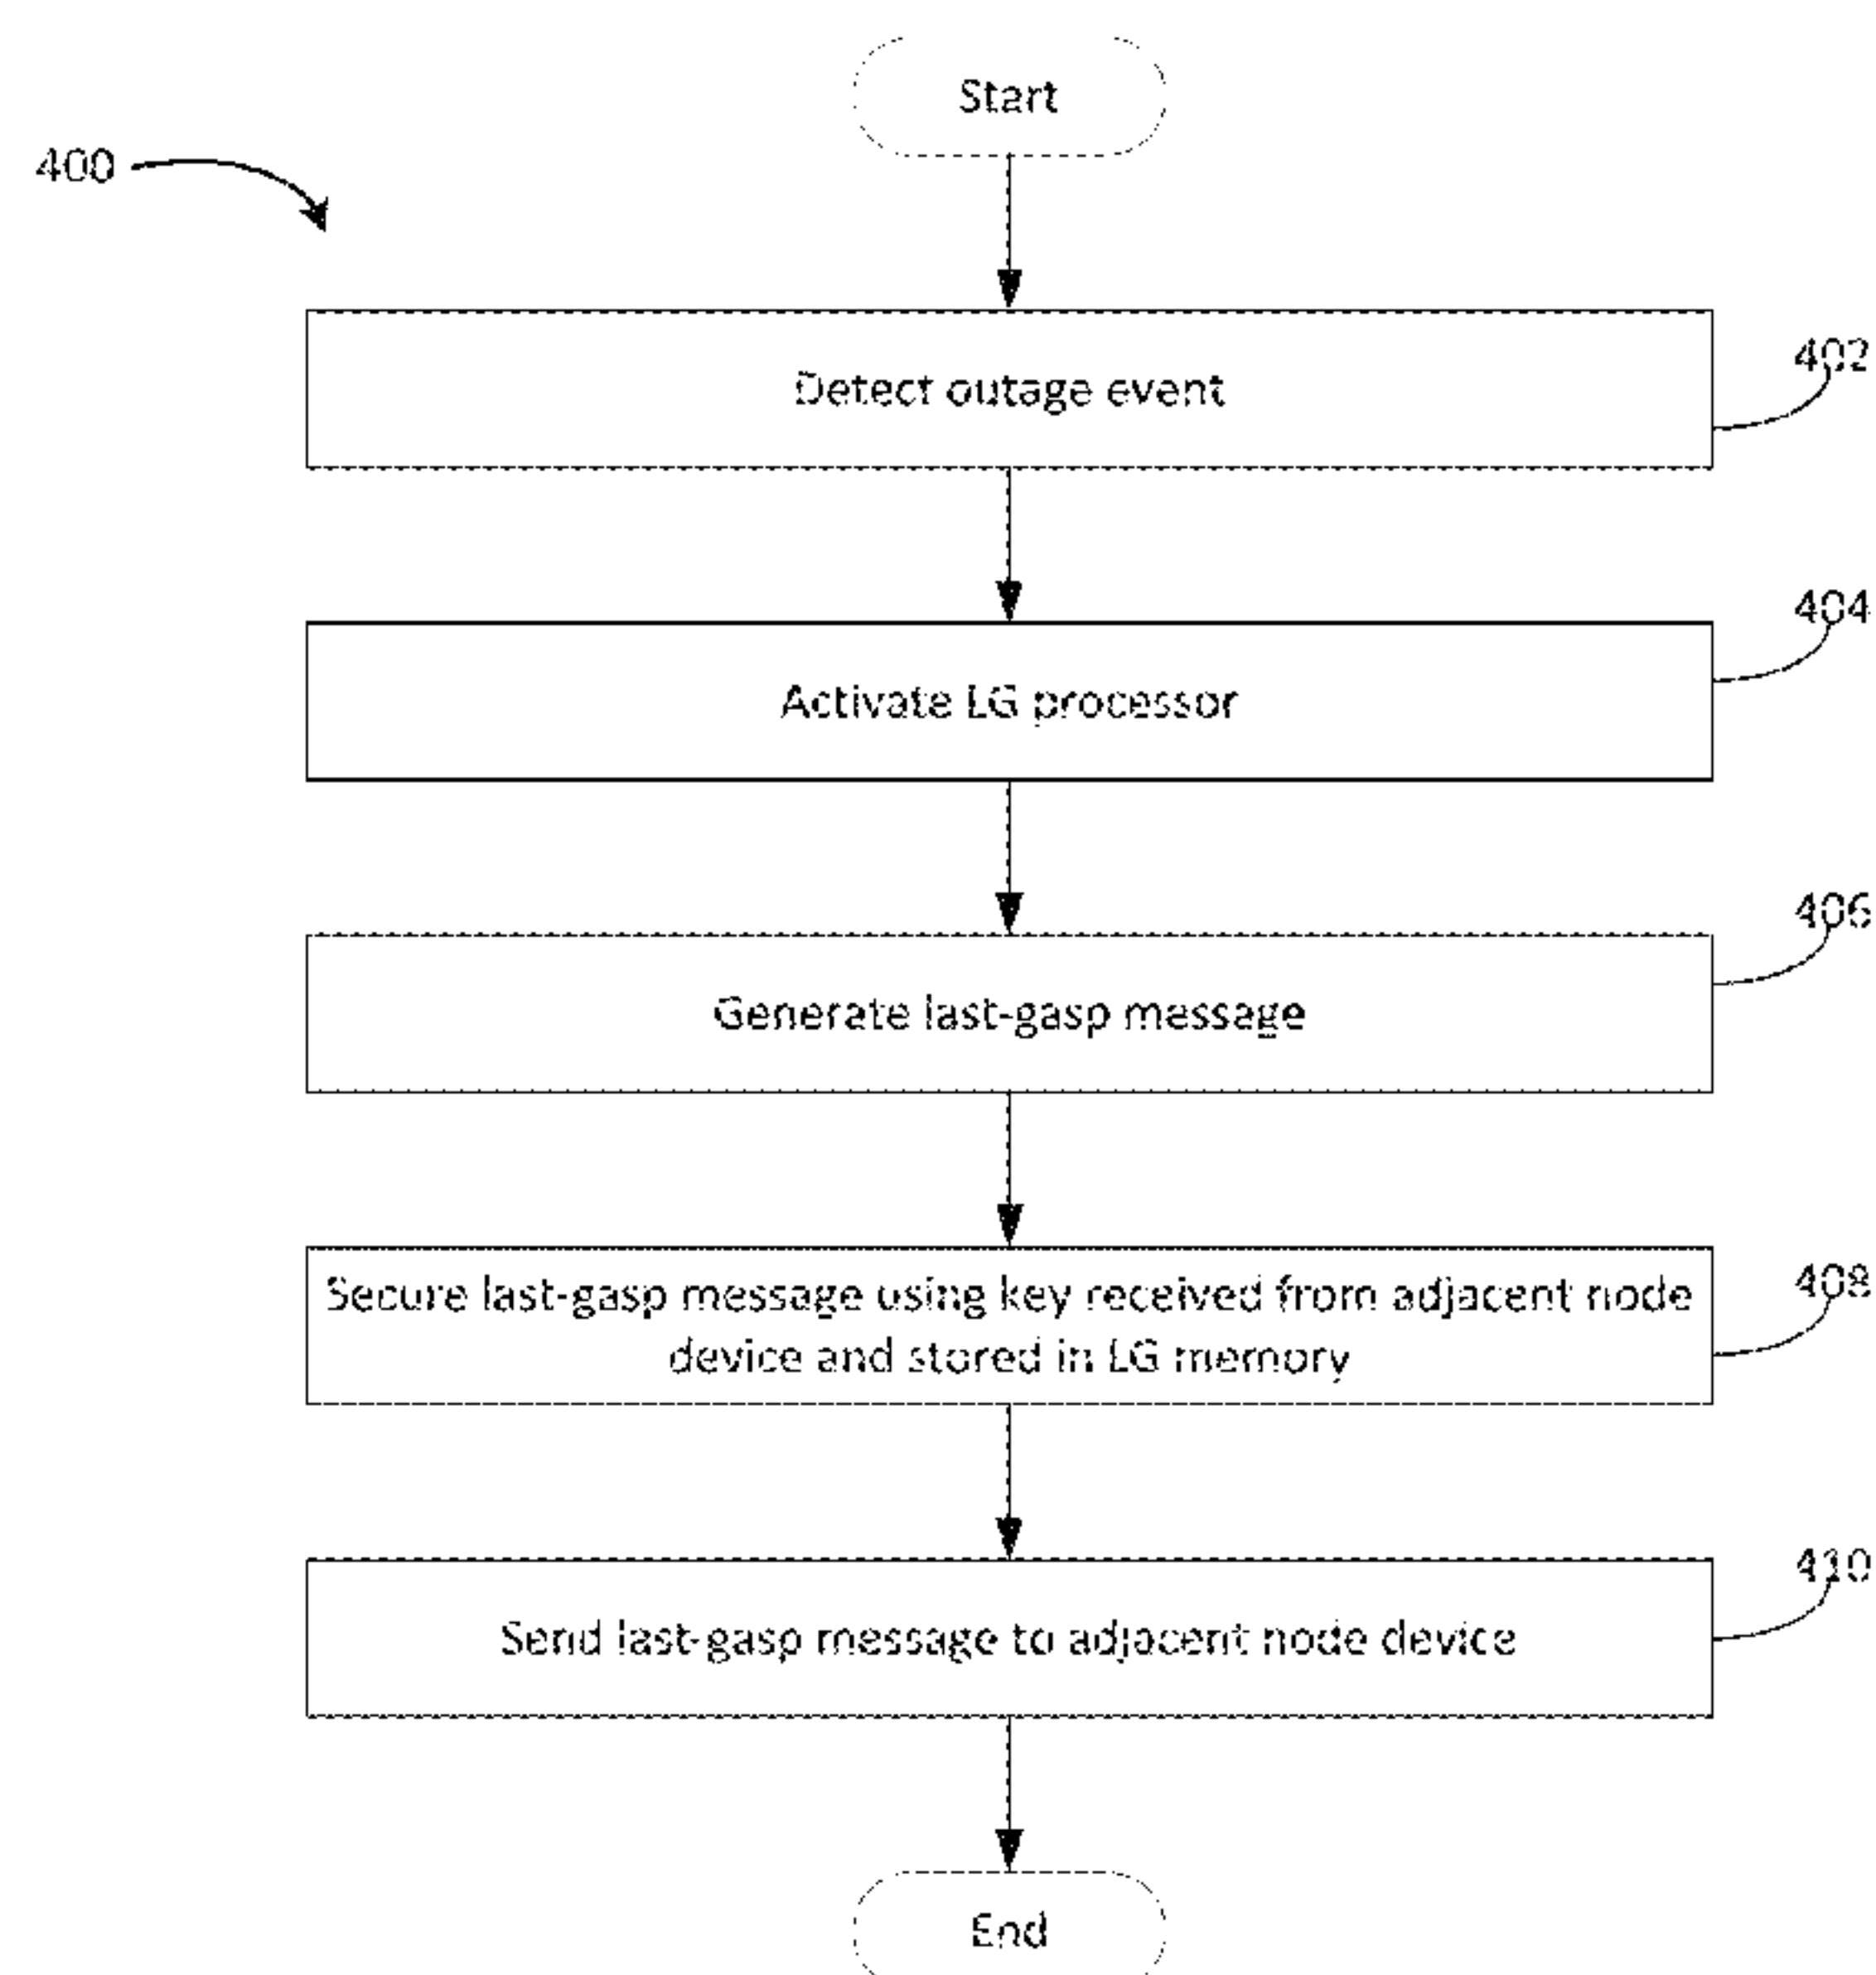 Start
400
Detect outage event
402
Activate LG processor
404
Generate last-gasp message
406
Secure last-gasp message using key received from adjacent node
device and stored in LG memory
408
Send last-gasp message to adjacent node device
410
End